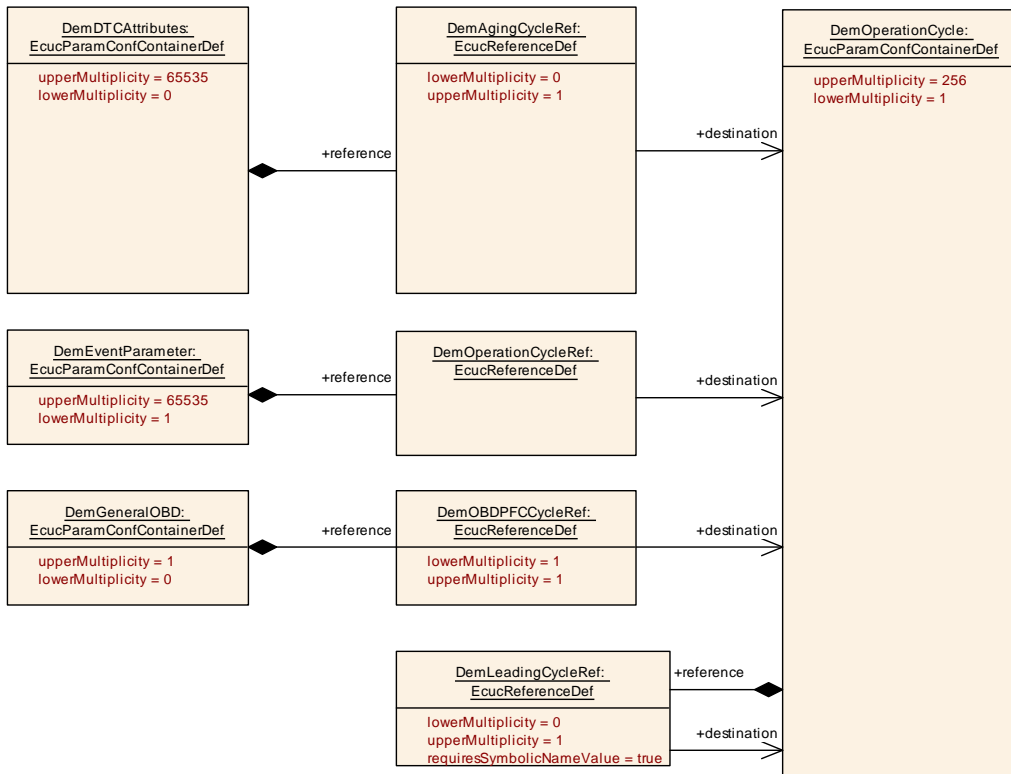 DemDTCAttributes:
EcucParamConfContainerDef
upperMultiplicity = 65535
lowerMultiplicity = 0
+reference
DemAgingCycleRef:
EcucReferenceDef
lowerMultiplicity = 0
upperMultiplicity = 1
+destination
DemOperationCycle:
EcucParamConfContainerDef
upperMultiplicity = 256
lowerMultiplicity = 1
DemEventParameter:
EcucParamConfContainerDef
upperMultiplicity = 65535
lowerMultiplicity = 1
+reference
DemOperationCycleRef:
EcucReferenceDef
+destination
DemGeneralOBD:
EcucParamConfContainerDef
upperMultiplicity = 1
lowerMultiplicity = 0
+reference
DemOBDPFCCycleRef:
EcucReferenceDef
lowerMultiplicity = 1
upperMultiplicity = 1
+destination
DemLeadingCycleRef:
EcucReferenceDef
lowerMultiplicity = 0
upperMultiplicity = 1
requiresSymbolicNameValue = true
+reference
+destination